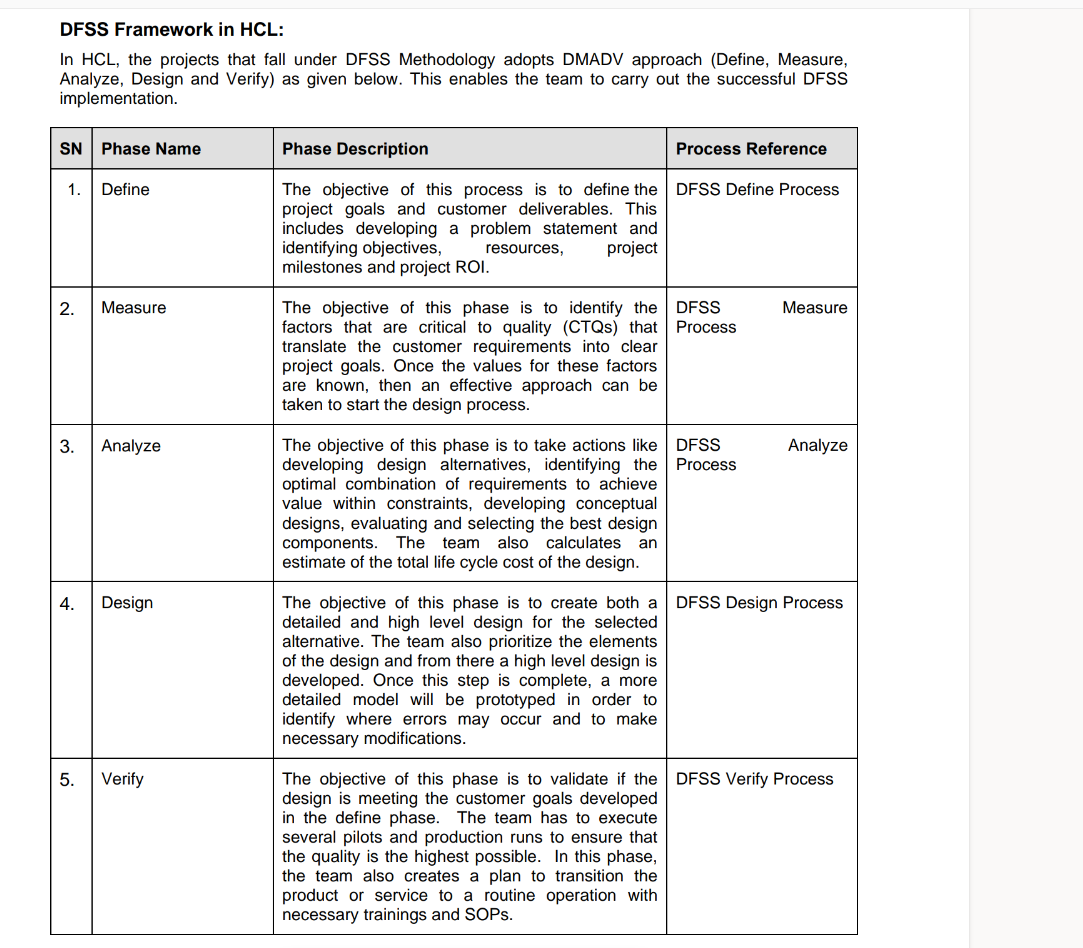 DFSS Framework in HCL:
In HCL, the projects that fall under DFSS Methodology adopts DMADV approach (Define, Measure,
Analyze, Design and Verify) as given below. This enables the team to carry out the successful DFSS
implementation.
SN Phase Name Phase Description Process Reference
1. Define The objective of this process is to define the DFSS Define Process
project goals and customer deliverables. This
includes developing a problem statement and
identifying objectives, resources, project
milestones and project ROI.
2. Measure The objective of this phase is to identify the DFSS Measure
factors that are critical to quality (CTQs) that Process
translate the customer requirements into clear
project goals. Once the values for these factors
are known, then an effective approach can be
taken to start the design process.
3. Analyze The objective of this phase is to take actions like DFSS Analyze
developing design alternatives, identifying the Process
optimal combination of requirements to achieve
value within constraints, developing conceptual
designs, evaluating and selecting the best design
components. The team also calculates an
estimate of the total life cycle cost of the design.
4. Design The objective of this phase is to create both a DFSS Design Process
detailed and high level design for the selected
alternative. The team also prioritize the elements
of the design and from there a high level design is
developed. Once this step is complete, a more
detailed model will be prototyped in order to
identify where errors may occur and to make
necessary modifications.
5. Verify The objective of this phase is to validate if the DFSS Verify Process
design is meeting the customer goals developed
in the define phase. The team has to execute
several pilots and production runs to ensure that
the quality is the highest possible. In this phase,
the team also creates a plan to transition the
product or service to a routine operation with
necessary trainings and SOPs.